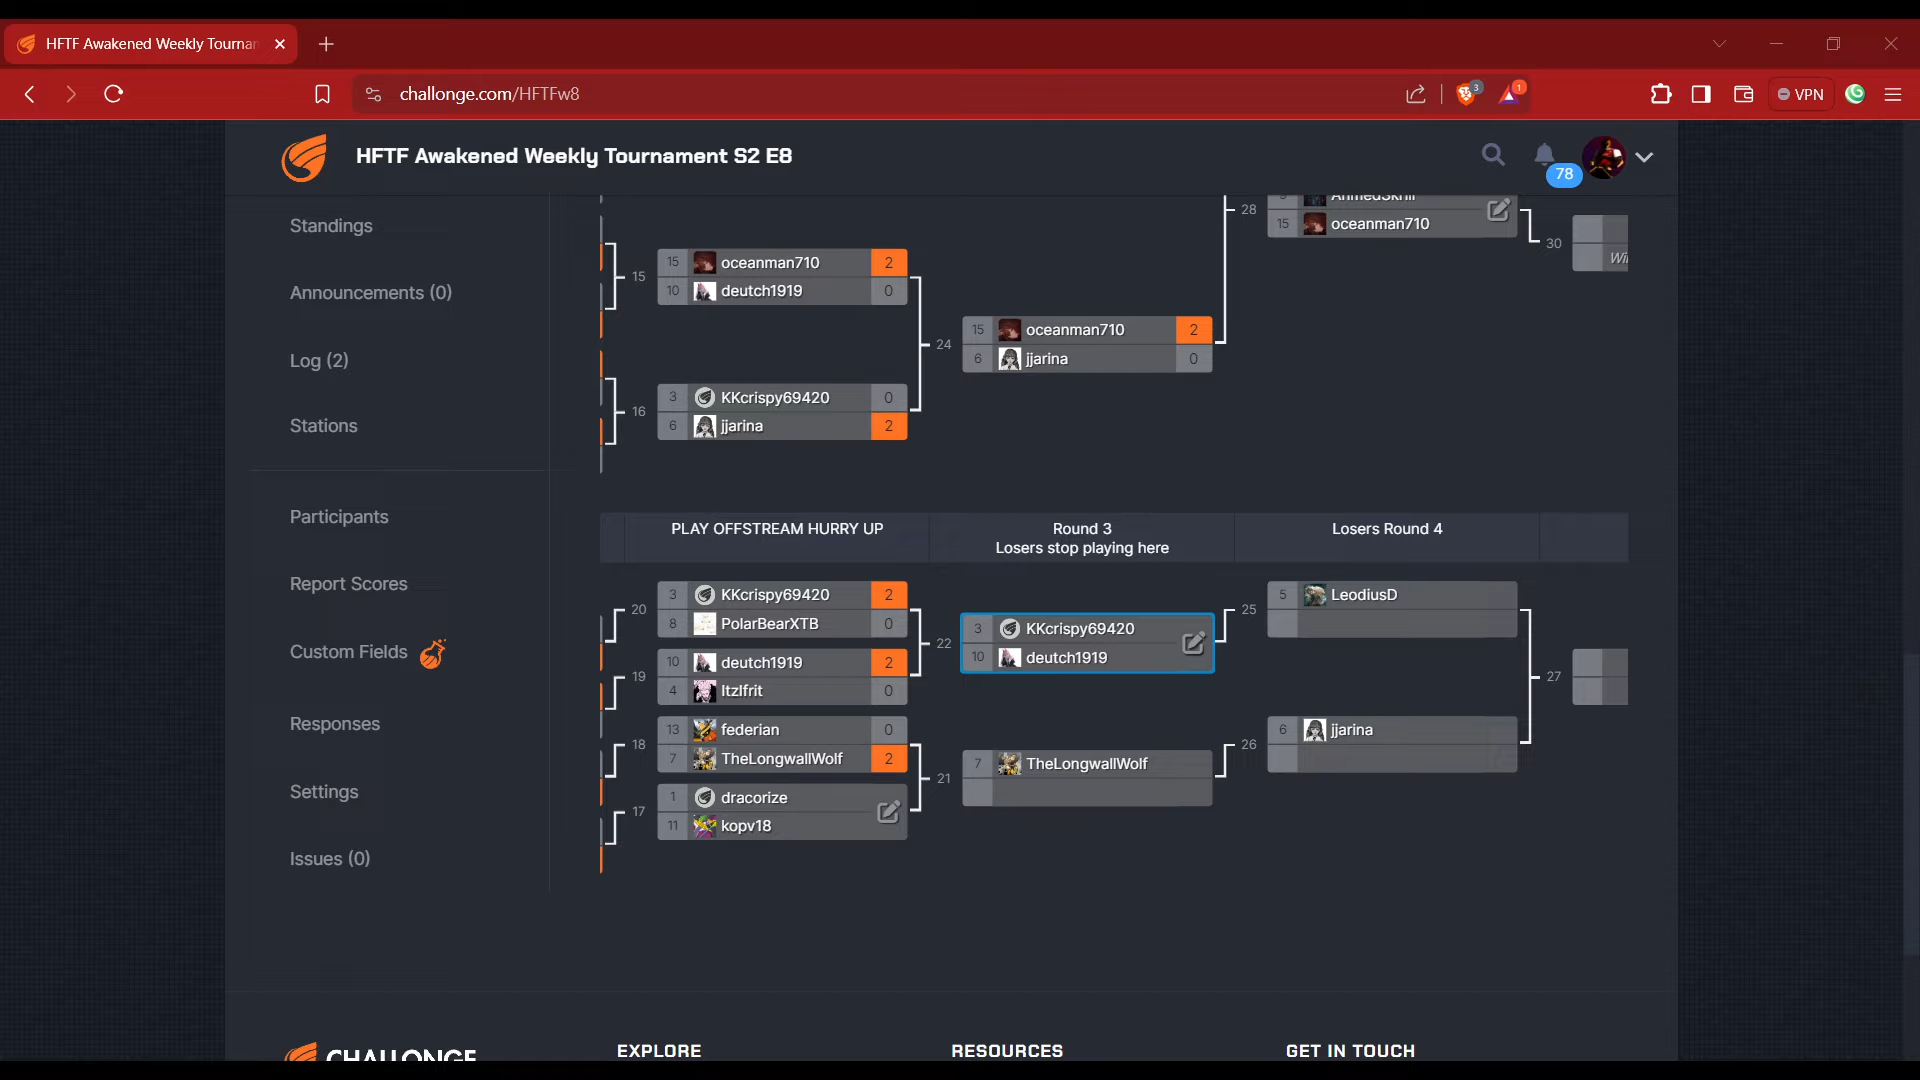 HFTF Awakened Weekly Tournam
challonge.com/HFTFw8
3
1
VPN
HFTF Awakened Weekly Tournament S2 E8
78
Standings
Announcements (0)
Log (2)
Stations
Participants
Report Scores
Custom Fields
Responses
Settings
Issues (0)
15
15 oceanman710 2
10 deutch1919 0
16
3 KKcrispy69420 0
6 jjarina 2
24
15 oceanman710 2
6 jjarina 0
28
15 oceanman710
30
PLAY OFFSTREAM HURRY UP
Round 3
Losers stop playing here
Losers Round 4
20
3 KKcrispy69420 2
8 PolarBearXTB 0
19
10 deutch1919 2
4 ItzIfrit 0
18
13 federian 0
7 TheLongwallWolf 2
17
1 dracorize
11 kopv18
22
3 KKcrispy69420
10 deutch1919
21
7 TheLongwallWolf
25
5 LeodiusD
26
6 jjarina
27
CHALLONGE
EXPLORE
RESOURCES
GET IN TOUCH